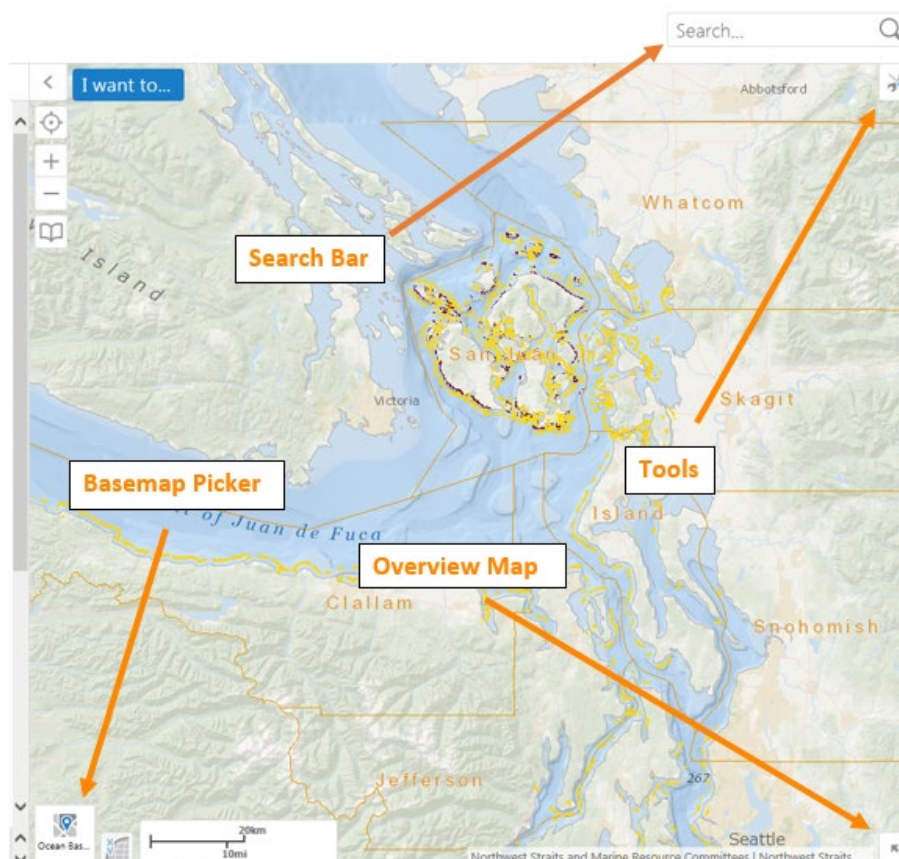 Search...
I want to...
Abbotsford
Whatcom
Search Bar
Island
San Juan
Victoria
Skagit
Basemap Picker
Tools
Island
of Juan de Fuca
Overview Map
Clallam
Snohomish
Jefferson
267
Ocean Bas...
20km
10mi
Seattle
Northwest Straits and Marine Resource Committees | Northwest Straits